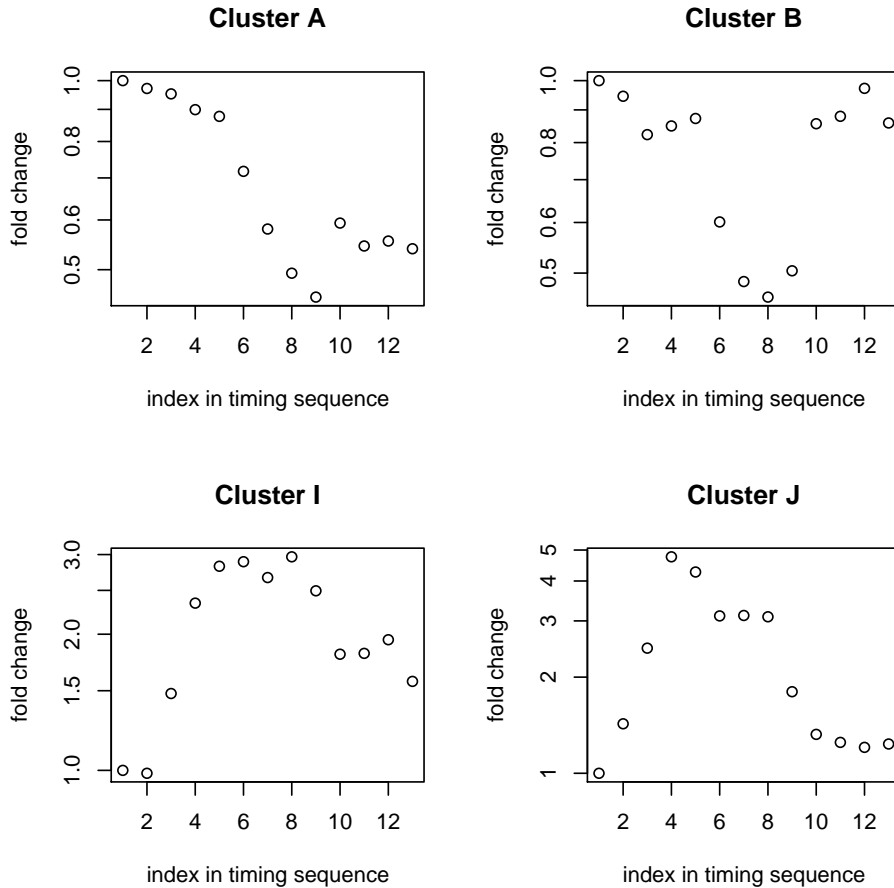 Cluster A
fold change
1.0
0.8
0.6
0.5
2 4 6 8 10 12
index in timing sequence
Cluster B
fold change
1.0
0.8
0.6
0.5
2 4 6 8 10 12
index in timing sequence
Cluster I
fold change
3.0
2.0
1.5
1.0
2 4 6 8 10 12
index in timing sequence
Cluster J
fold change
5
4
3
2
1
2 4 6 8 10 12
index in timing sequence